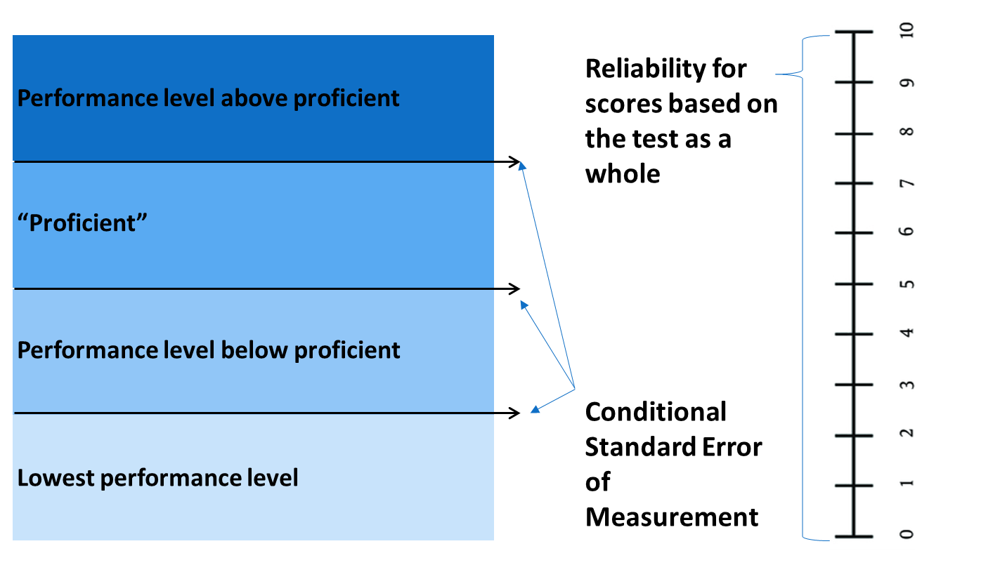 Performance level above proficient
“Proficient”
Performance level below proficient
Lowest performance level
Reliability for
scores based on
the test as a
whole
Conditional
Standard Error
of
Measurement
10
9
8
7
6
5
4
3
2
1
0